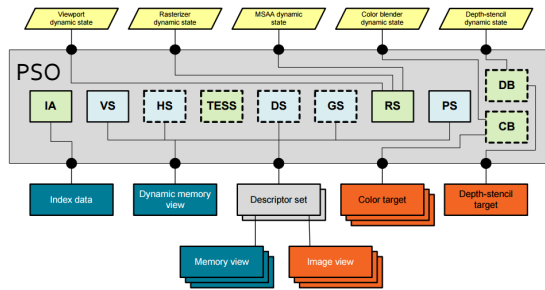 Viewport
dynamic state
Rasterizer
dynamic state
MSAA dynamic
state
Color blender
dynamic state
Depth-stencil
dynamic state
PSO
DB
IA
VS
HS
TESS
DS
GS
RS
PS
CB
Index data
Dynamic memory
view
Descriptor set
Color target
Depth-stencil
target
Memory view
Image view